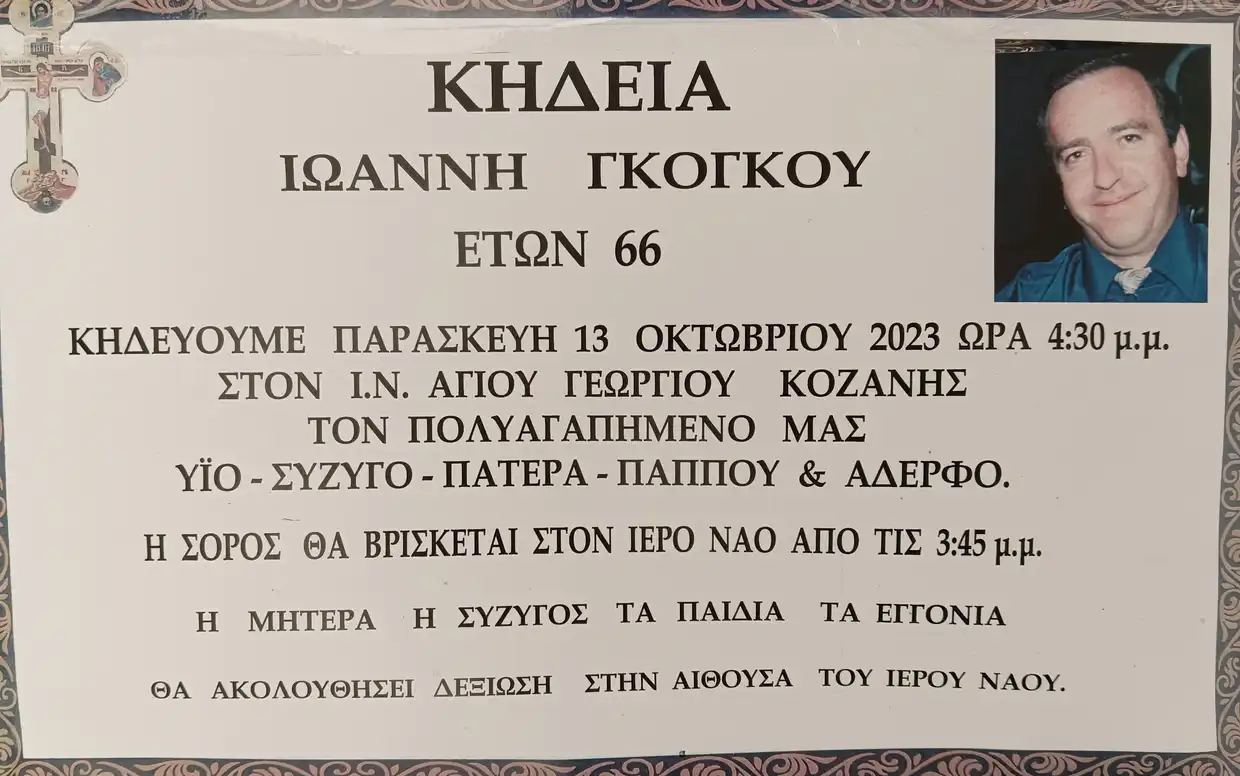 ΚΗΔΕΙΑ
ΙΩΑΝΝΗ ΓΚΟΓΚΟΥ
ΕΤΩΝ 66
ΚΗΔΕΥΟΥΜΕ ΠΑΡΑΣΚΕΥΗ 13 ΟΚΤΩΒΡΙΟΥ 2023 ΩΡΑ 4:30 μ.μ.
ΣΤΟΝ Ι.Ν. ΑΓΙΟΥ ΓΕΩΡΓΙΟΥ ΚΟΖΑΝΗΣ
ΤΟΝ ΠΟΛΥΑΓΑΠΗΜΕΝΟ ΜΑΣ
ΥΪΟ - ΣΥΖΥΓΟ - ΠΑΤΕΡΑ - ΠΑΠΠΟΥ & ΑΔΕΡΦΟ.
Η ΣΟΡΟΣ ΘΑ ΒΡΙΣΚΕΤΑΙ ΣΤΟΝ ΙΕΡΟ ΝΑΟ ΑΠΟ ΤΙΣ 3:45 μ.μ.
Η ΜΗΤΕΡΑ Η ΣΥΖΥΓΟΣ ΤΑ ΠΑΙΔΙΑ ΤΑ ΕΓΓΟΝΙΑ
ΘΑ ΑΚΟΛΟΥΘΗΣΕΙ ΔΕΞΙΩΣΗ ΣΤΗΝ ΑΙΘΟΥΣΑ ΤΟΥ ΙΕΡΟΥ ΝΑΟΥ.